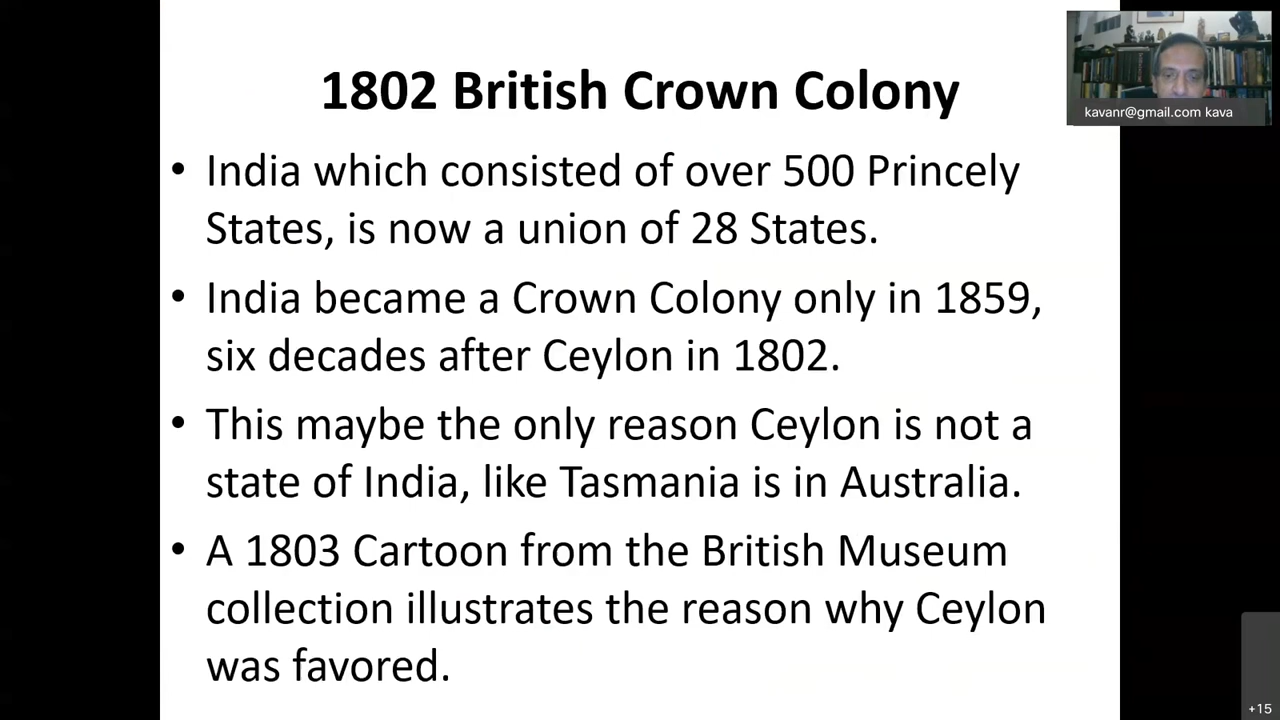 1802 British Crown Colony
• India which consisted of over 500 Princely
States, is now a union of 28 States.
• India became a Crown Colony only in 1859,
six decades after Ceylon in 1802.
• This maybe the only reason Ceylon is not a
state of India, like Tasmania is in Australia.
• A 1803 Cartoon from the British Museum
collection illustrates the reason why Ceylon
was favored.
kavanr@gmail.com kava
+15